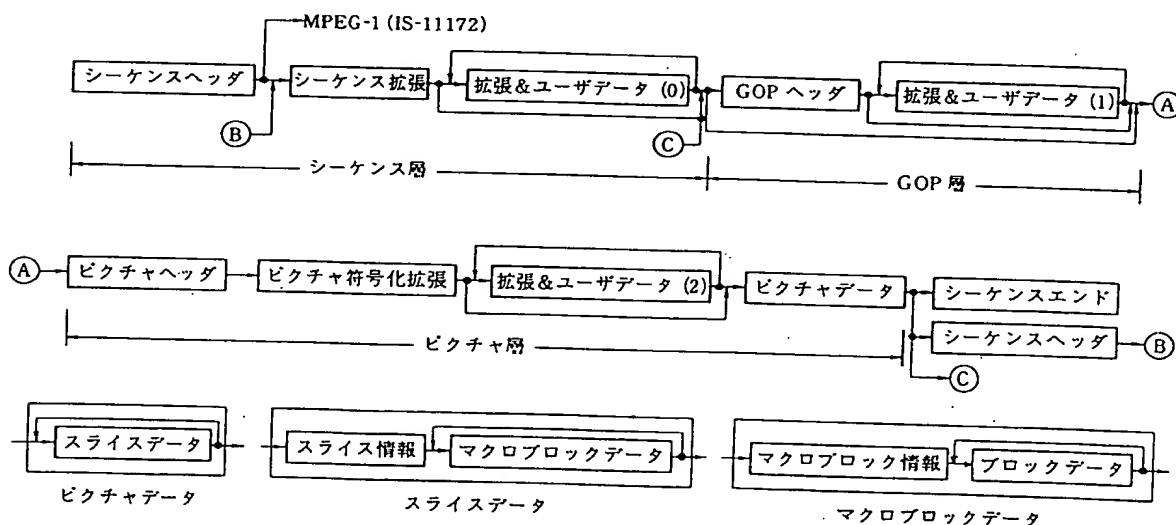 MPEG-1 (IS-11172)
シーケンスヘッダ
シーケンス拡張
拡張&ユーザデータ (0)
GOP ヘッダ
拡張&ユーザデータ (1)
A
B
C
シーケンス層
GOP 層
A
ピクチャヘッダ
ピクチャ符号化拡張
拡張&ユーザデータ (2)
ピクチャデータ
シーケンスエンド
シーケンスヘッダ
B
ピクチャ層
C
スライスデータ
スライス情報
マクロブロックデータ
マクロブロック情報
ブロックデータ
ピクチャデータ
スライスデータ
マクロブロックデータ